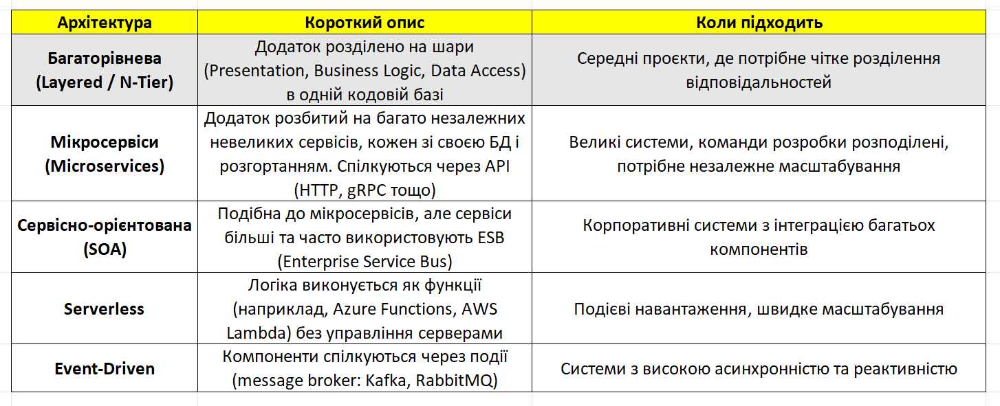 Архітектура
Короткий опис
Коли підходить
Багаторівнева
(Layered / N-Tier)
Додаток розділено на шари
(Presentation, Business Logic, Data Access)
в одній кодовій базі
Середні проєкти, де потрібне чітке розділення
відповідальностей
Мікросервіси
(Microservices)
Додаток розбитий на багато незалежних
невеликих сервісів, кожен зі своєю БД і
розгортанням. Спілкуються через API
(HTTP, gRPC тощо)
Великі системи, команди розробки розподілені,
потрібне незалежне масштабування
Сервісно-орієнтована
(SOA)
Подібна до мікросервісів, але сервіси
більші та часто використовують ESB
(Enterprise Service Bus)
Корпоративні системи з інтеграцією багатьох
компонентів
Serverless
Логіка виконується як функції
(наприклад, Azure Functions, AWS
Lambda) без управління серверами
Подієві навантаження, швидке масштабування
Event-Driven
Компоненти спілкуються через події
(message broker: Kafka, RabbitMQ)
Системи з високою асинхронністю та реактивністю